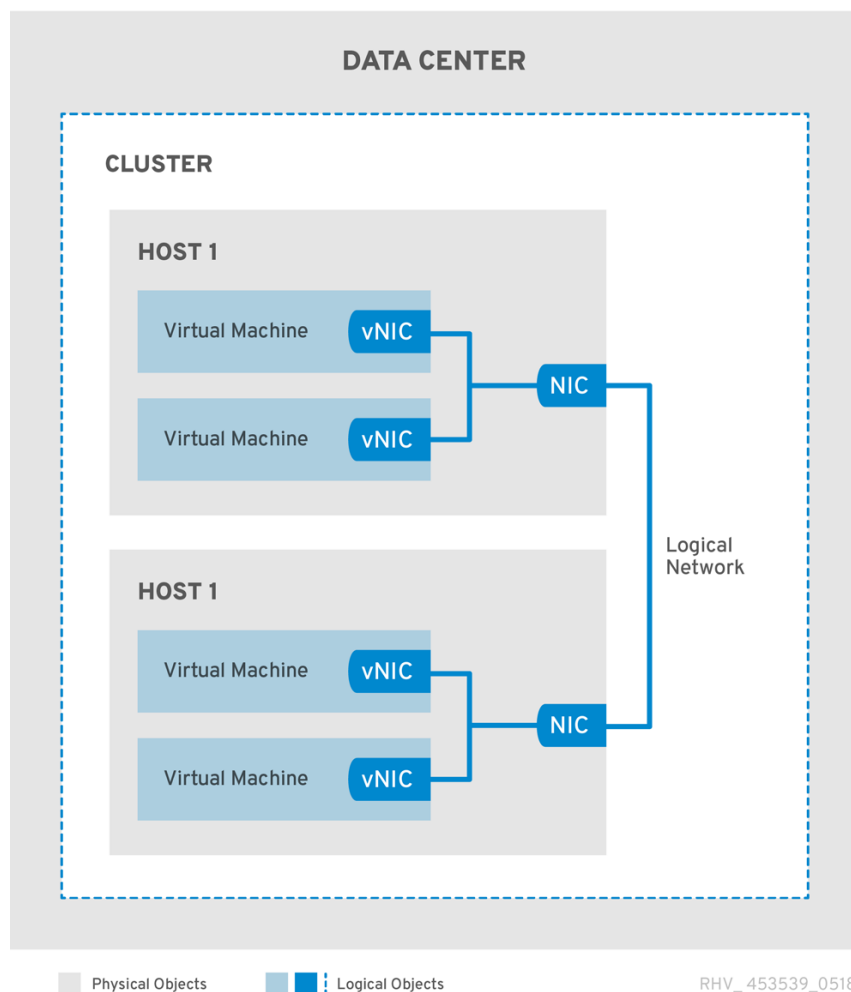 DATA CENTER
CLUSTER
HOST 1
Virtual Machine
vNIC
NIC
Virtual Machine
vNIC
Logical
Network
HOST 1
Virtual Machine
vNIC
NIC
Virtual Machine
vNIC
Physical Objects
Logical Objects
RHV_453539_0518